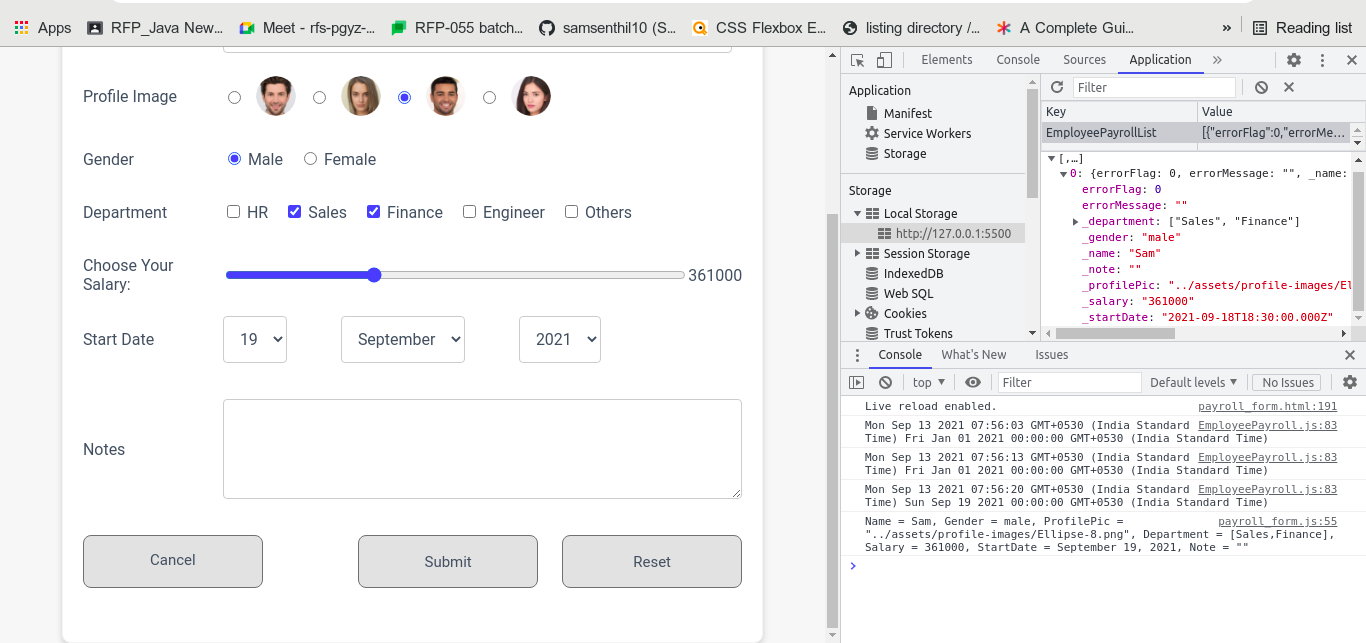 Apps RFP_Java New... Meet - rfs-pgyz-... RFP-055 batch... samsenthil10 (S... CSS Flexbox E... listing directory /... A Complete Gui... » Reading list
Profile Image
Gender Male Female
Department HR Sales Finance Engineer Others
Choose Your
Salary:
361000
Start Date 19 September 2021
Notes
Cancel Submit Reset
Elements Console Sources Application »
Application
Manifest
Service Workers
Storage
Storage
Local Storage
http://127.0.0.1:5500
Session Storage
IndexedDB
Web SQL
Cookies
Trust Tokens
Filter
Key Value
EmployeePayrollList [{"errorFlag":0,"errorMe...
[,…]
0: {errorFlag: 0, errorMessage: "", _name:
errorFlag: 0
errorMessage: ""
_department: ["Sales", "Finance"]
_gender: "male"
_name: "Sam"
_note: ""
_profilePic: "../assets/profile-images/El
_salary: "361000"
_startDate: "2021-09-18T18:30:00.000Z"
Console What's New Issues
top Filter Default levels No Issues
Live reload enabled. payroll_form.html:191
Mon Sep 13 2021 07:56:03 GMT+0530 (India Standard EmployeePayroll.js:83
Time) Fri Jan 01 2021 00:00:00 GMT+0530 (India Standard Time)
Mon Sep 13 2021 07:56:13 GMT+0530 (India Standard EmployeePayroll.js:83
Time) Fri Jan 01 2021 00:00:00 GMT+0530 (India Standard Time)
Mon Sep 13 2021 07:56:20 GMT+0530 (India Standard EmployeePayroll.js:83
Time) Sun Sep 19 2021 00:00:00 GMT+0530 (India Standard Time)
Name = Sam, Gender = male, ProfilePic = payroll_form.js:55
"../assets/profile-images/Ellipse-8.png", Department = [Sales,Finance],
Salary = 361000, StartDate = September 19, 2021, Note = ""